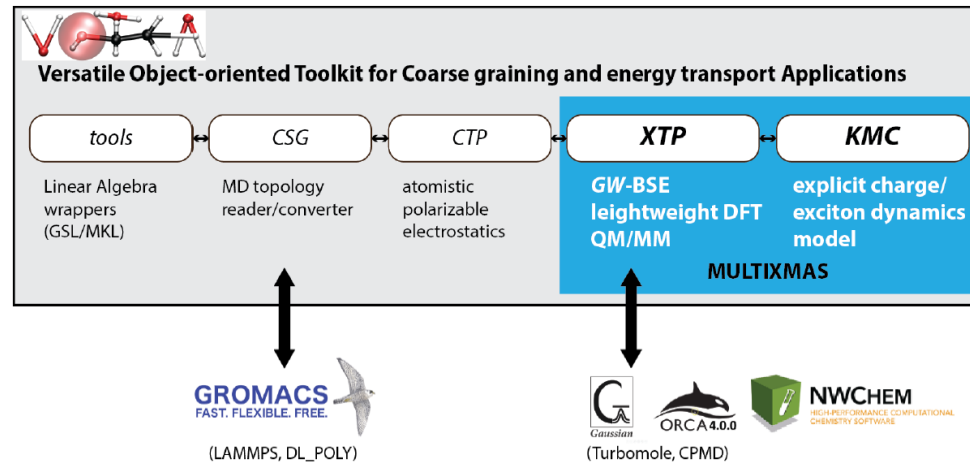 VOTCA
Versatile Object-oriented Toolkit for Coarse graining and energy transport Applications
tools
CSG
CTP
XTP
KMC
Linear Algebra
wrappers
(GSL/MKL)
MD topology
reader/converter
atomistic
polarizable
electrostatics
GW-BSE
leightweight DFT
QM/MM
explicit charge/
exciton dynamics
model
MULTIXMAS
GROMACS
FAST. FLEXIBLE. FREE.
(LAMMPS, DL_POLY)
Gaussian
ORCA 4.0.0
NWCHEM
HIGH-PERFORMANCE COMPUTATIONAL
CHEMISTRY SOFTWARE
(Turbomole, CPMD)